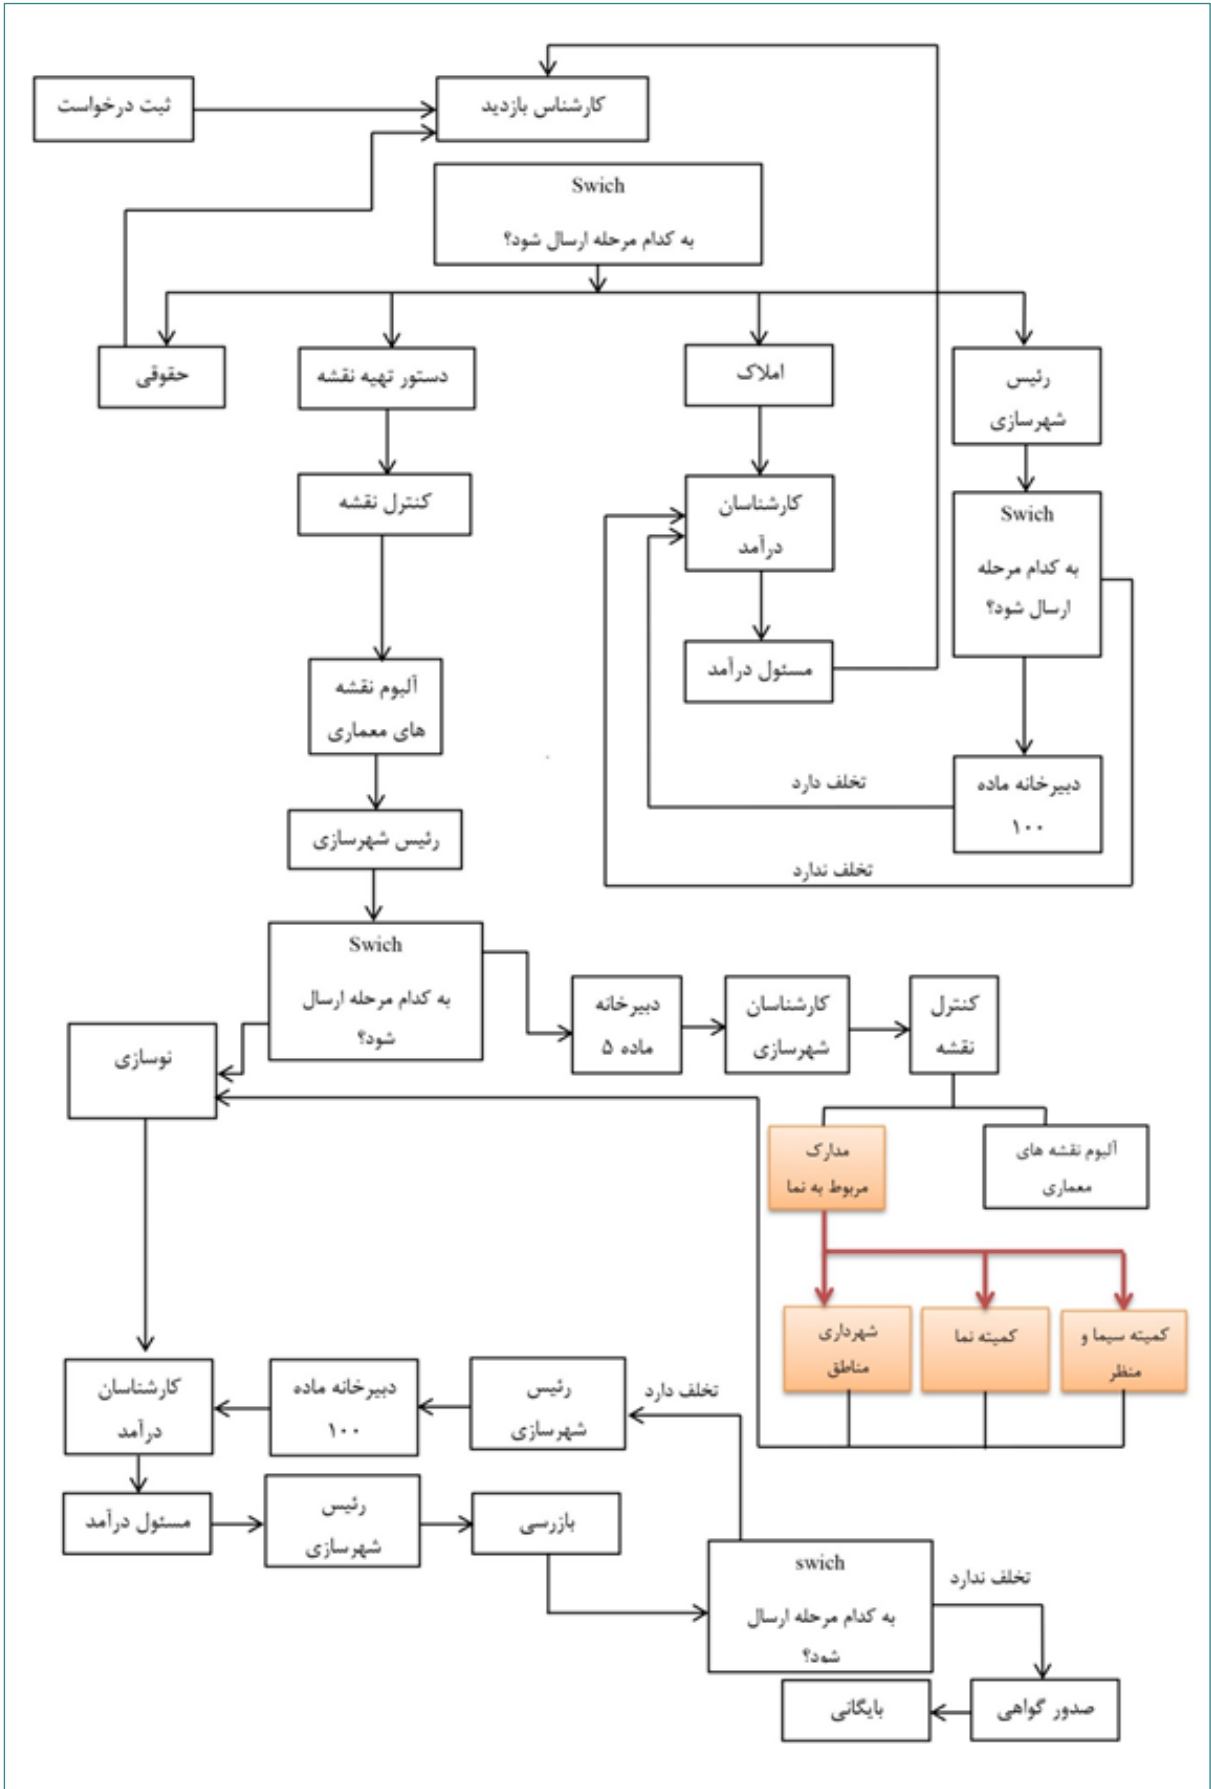 ثبت درخواست
کارشناس بازدید
Swich
به کدام مرحله ارسال شود؟
حقوقی
دستور تهیه نقشه
املاک
رئیس
شهرسازی
کنترل نقشه
کارشناسان
درآمد
Swich
به کدام مرحله
ارسال شود؟
مسئول درآمد
آلبوم نقشه
های معماری
تخلف دارد
دبیرخانه ماده
۱۰۰
رئیس شهرسازی
تخلف ندارد
Swich
به کدام مرحله ارسال
شود؟
دبیرخانه
ماده ۵
کارشناسان
شهرسازی
کنترل
نقشه
نوسازی
مدارک
مربوط به نما
آلبوم نقشه های
معماری
شهرداری
مناطق
کمیته نما
کمیته سیما و
منظر
کارشناسان
درآمد
دبیرخانه ماده
۱۰۰
رئیس
شهرسازی
تخلف دارد
مسئول درآمد
رئیس
شهرسازی
بازرسی
swich
به کدام مرحله ارسال
شود؟
تخلف ندارد
صدور گواهی
بایگانی